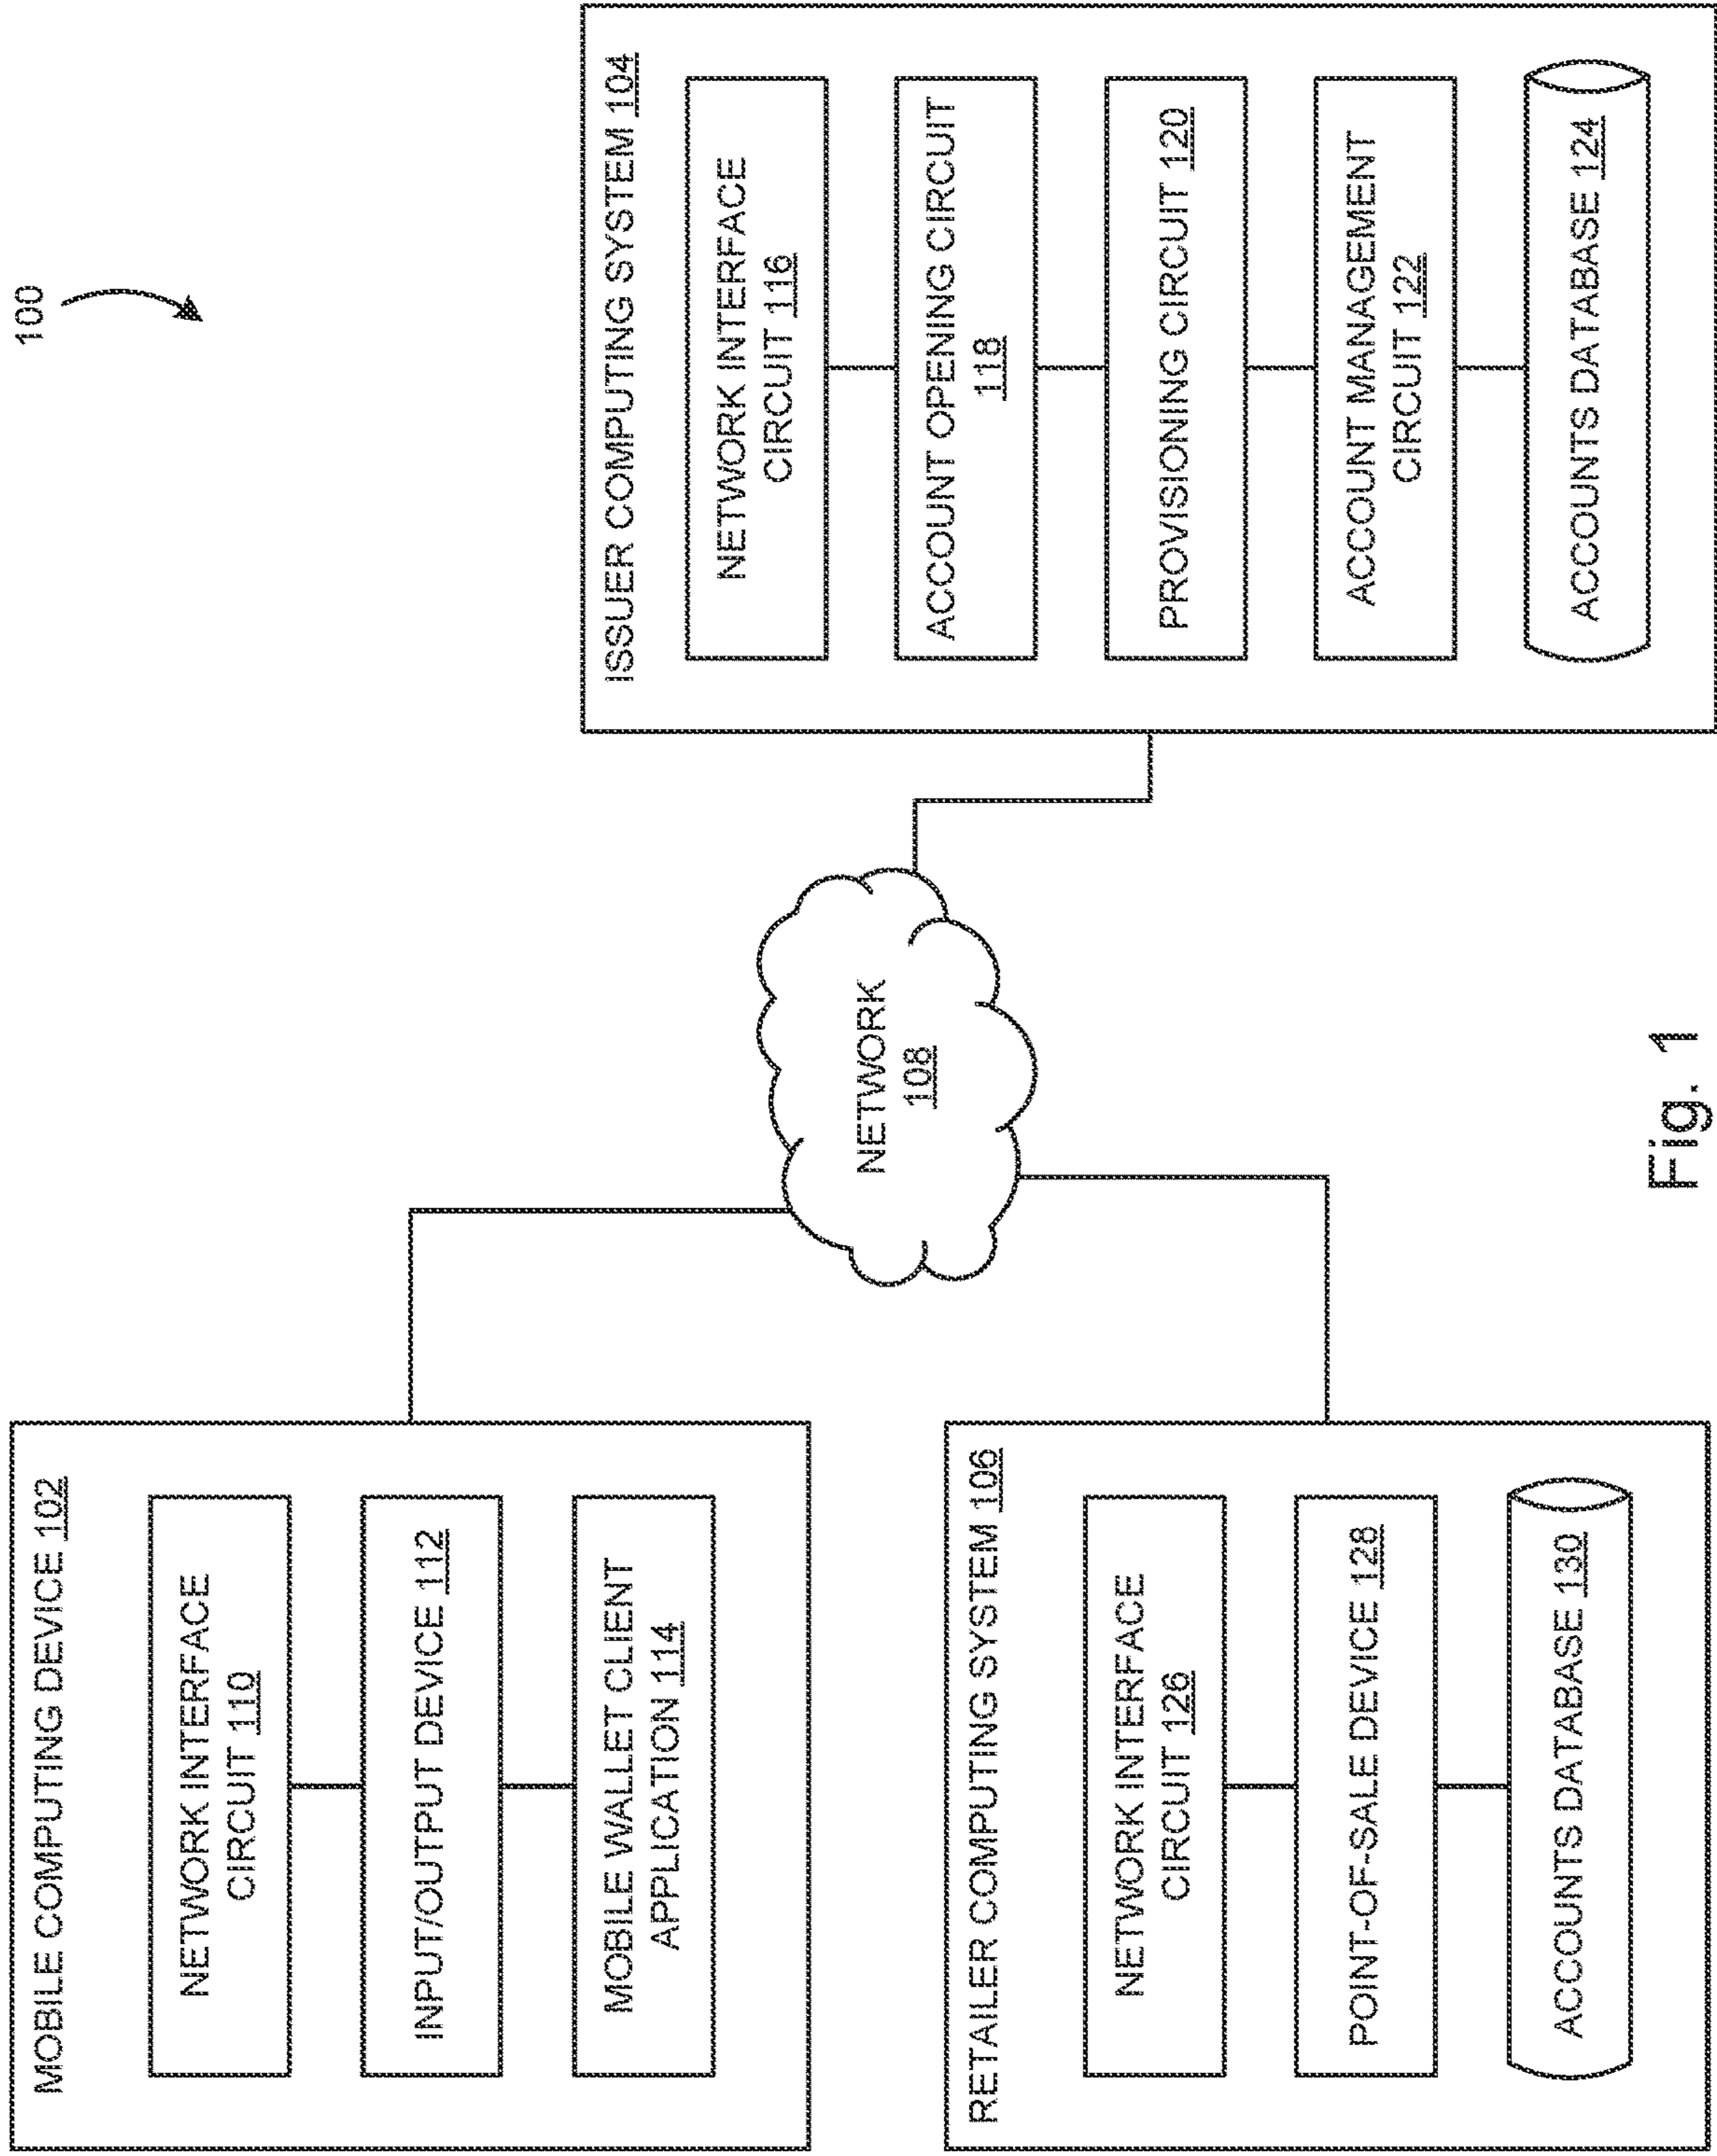 100
MOBILE COMPUTING DEVICE 102
NETWORK INTERFACE
CIRCUIT 110
INPUT/OUTPUT DEVICE 112
MOBILE WALLET CLIENT
APPLICATION 114
RETAILER COMPUTING SYSTEM 106
NETWORK INTERFACE
CIRCUIT 126
POINT-OF-SALE DEVICE 128
ACCOUNTS DATABASE 130
NETWORK
108
ISSUER COMPUTING SYSTEM 104
NETWORK INTERFACE
CIRCUIT 116
ACCOUNT OPENING CIRCUIT
118
PROVISIONING CIRCUIT 120
ACCOUNT MANAGEMENT
CIRCUIT 122
ACCOUNTS DATABASE 124
Fig. 1